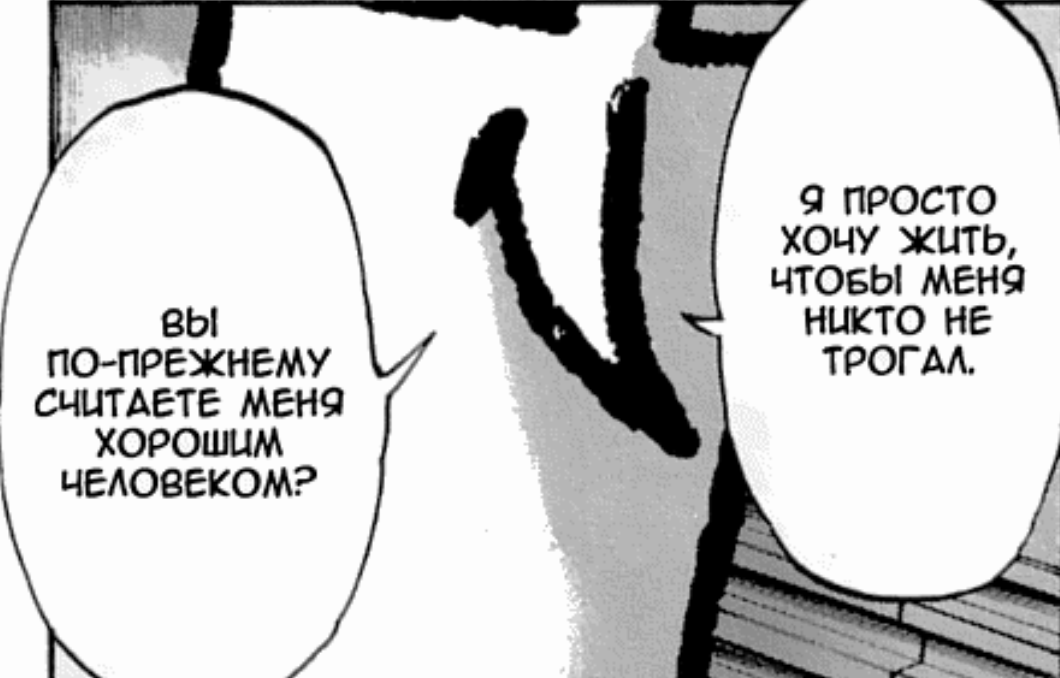 Я ПРОСТО
ХОЧУ ЖИТЬ,
ЧТОБЫ МЕНЯ
НИКТО НЕ
ТРОГАЛ.
ВЫ
ПО-ПРЕЖНЕМУ
СЧИТАЕТЕ МЕНЯ
ХОРОШИМ
ЧЕЛОВЕКОМ?